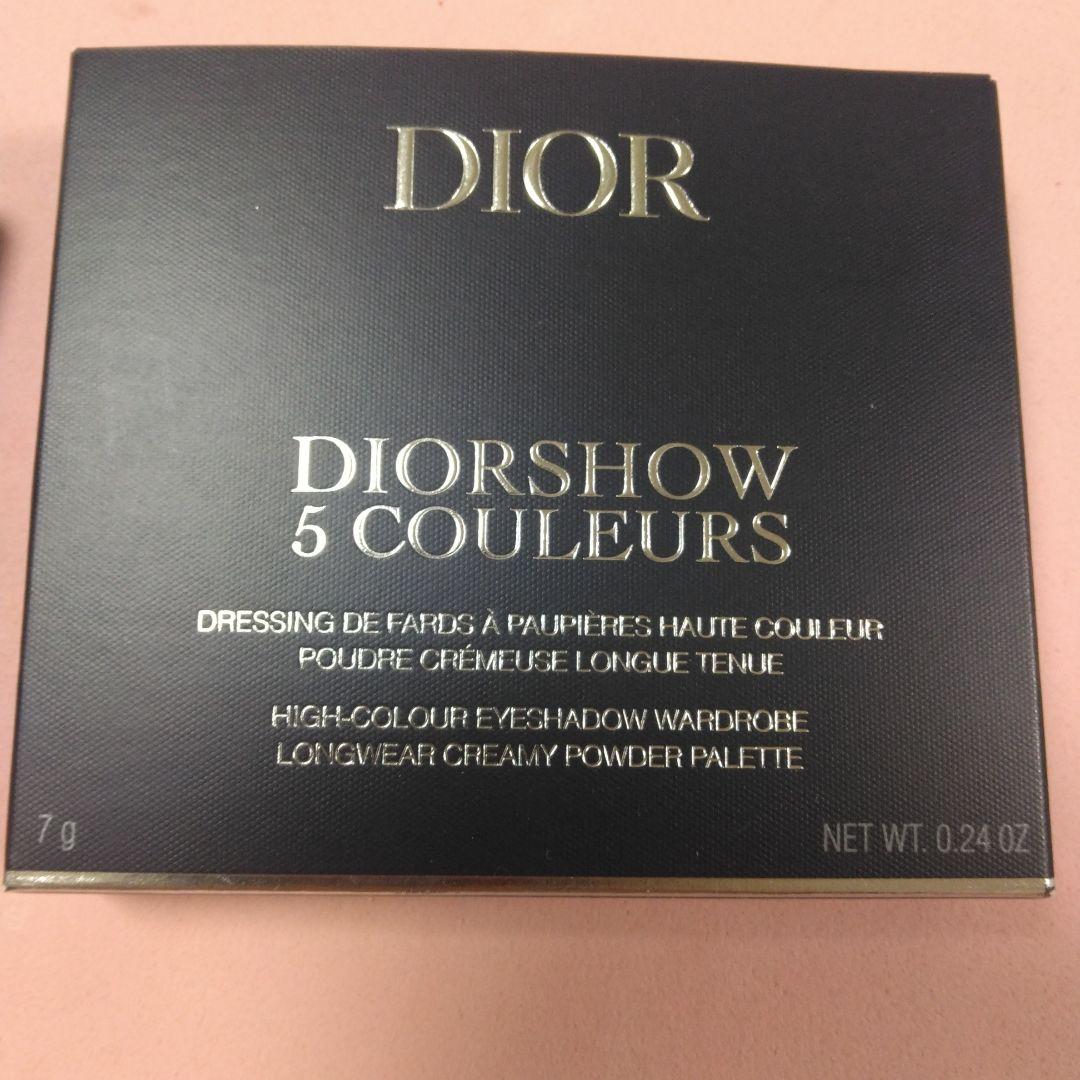 DIOR
DIORSHOW
5 COULEURS
DRESSING DE FARDS À PAUPIÈRES HAUTE COULEUR
POUDRE CRÉMEUSE LONGUE TENUE
HIGH-COLOUR EYESHADOW WARDROBE
LONGWEAR CREAMY POWDER PALETTE
7 g
NET WT. 0.24 OZ